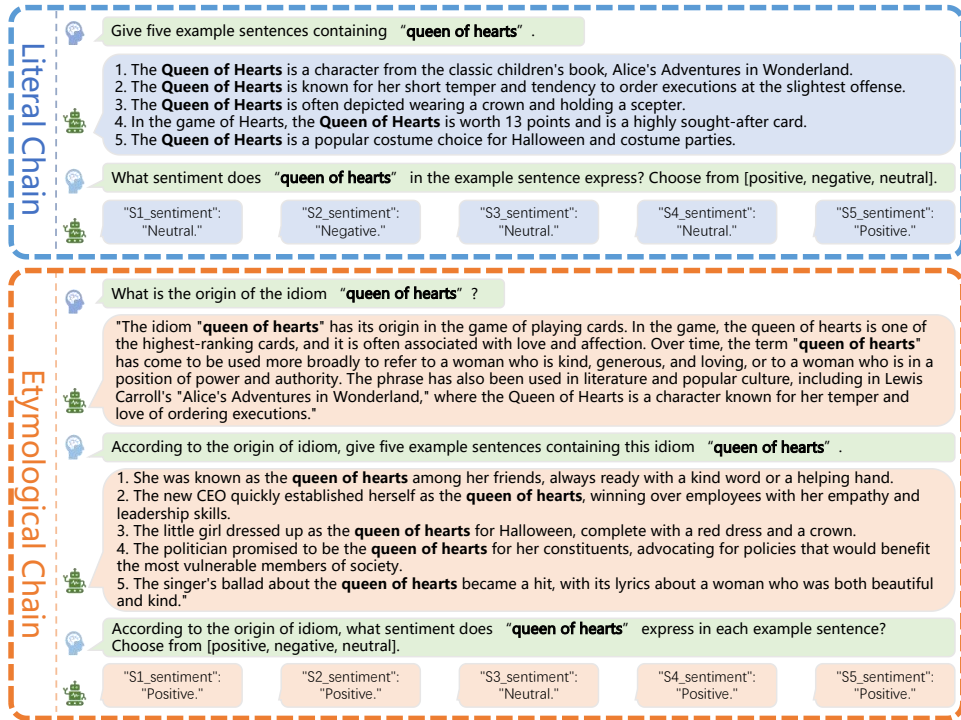 Literal Chain
Give five example sentences containing “queen of hearts”.
1. The Queen of Hearts is a character from the classic children's book, Alice's Adventures in Wonderland.
2. The Queen of Hearts is known for her short temper and tendency to order executions at the slightest offense.
3. The Queen of Hearts is often depicted wearing a crown and holding a scepter.
4. In the game of Hearts, the Queen of Hearts is worth 13 points and is a highly sought-after card.
5. The Queen of Hearts is a popular costume choice for Halloween and costume parties.
What sentiment does “queen of hearts” in the example sentence express? Choose from [positive, negative, neutral].
"S1_sentiment":
"Neutral."
"S2_sentiment":
"Negative."
"S3_sentiment":
"Neutral."
"S4_sentiment":
"Neutral."
"S5_sentiment":
"Positive."
Etymological Chain
What is the origin of the idiom “queen of hearts”?
"The idiom "queen of hearts" has its origin in the game of playing cards. In the game, the queen of hearts is one of
the highest-ranking cards, and it is often associated with love and affection. Over time, the term "queen of hearts"
has come to be used more broadly to refer to a woman who is kind, generous, and loving, or to a woman who is in a
position of power and authority. The phrase has also been used in literature and popular culture, including in Lewis
Carroll's "Alice's Adventures in Wonderland," where the Queen of Hearts is a character known for her temper and
love of ordering executions."
According to the origin of idiom, give five example sentences containing this idiom “queen of hearts”.
1. She was known as the queen of hearts among her friends, always ready with a kind word or a helping hand.
2. The new CEO quickly established herself as the queen of hearts, winning over employees with her empathy and
leadership skills.
3. The little girl dressed up as the queen of hearts for Halloween, complete with a red dress and a crown.
4. The politician promised to be the queen of hearts for her constituents, advocating for policies that would benefit
the most vulnerable members of society.
5. The singer's ballad about the queen of hearts became a hit, with its lyrics about a woman who was both beautiful
and kind."
According to the origin of idiom, what sentiment does “queen of hearts” express in each example sentence?
Choose from [positive, negative, neutral].
"S1_sentiment":
"Positive."
"S2_sentiment":
"Positive."
"S3_sentiment":
"Neutral."
"S4_sentiment":
"Positive."
"S5_sentiment":
"Positive."